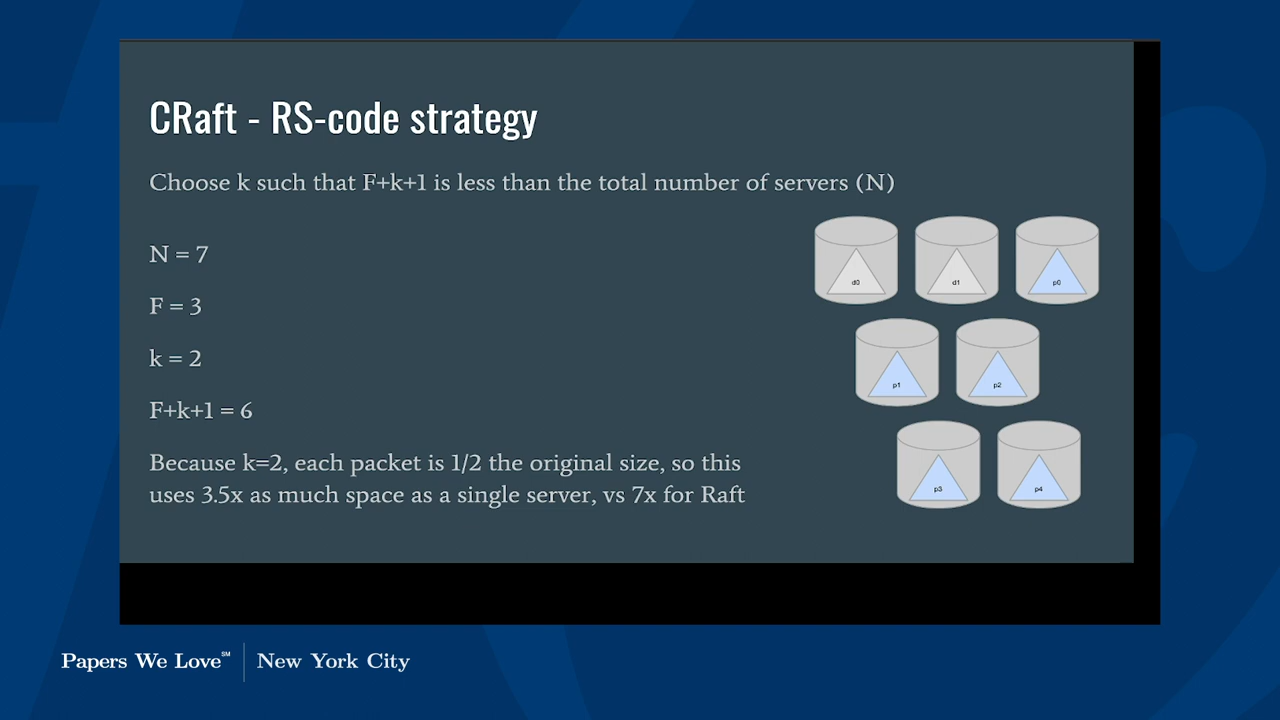 CRaft - RS-code strategy
Choose k such that F+k+1 is less than the total number of servers (N)
N = 7
F = 3
k = 2
F+k+1 = 6
Because k=2, each packet is 1/2 the original size, so this
uses 3.5x as much space as a single server, vs 7x for Raft
d0 d1 p0
p1 p2
p3 p4
Papers We Love℠ | New York City